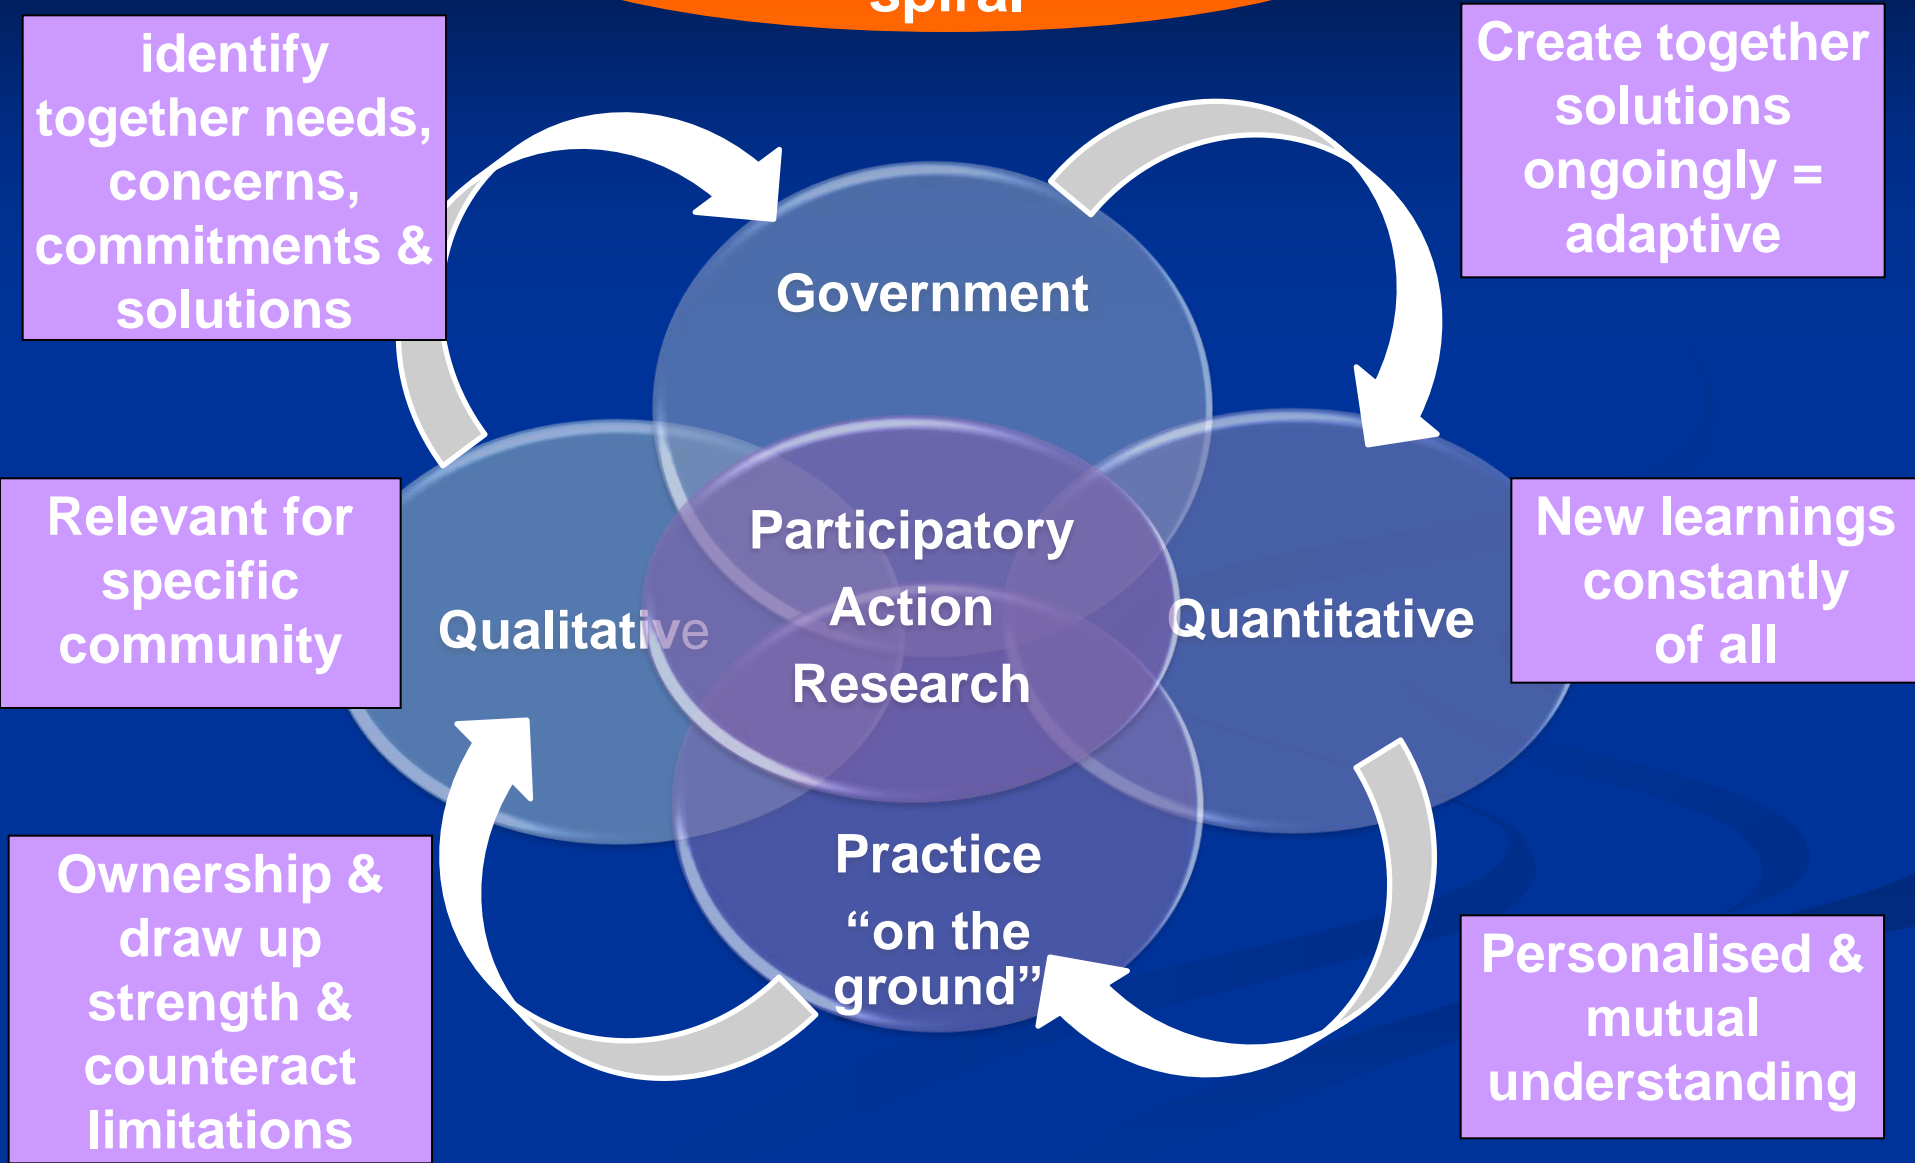 spiral
identify
together needs,
concerns,
commitments &
solutions
Create together
solutions
ongoingly =
adaptive
Government
Relevant for
specific
community
Qualitative
Participatory
Action
Research
Quantitative
New learnings
constantly
of all
Ownership &
draw up
strength &
counteract
limitations
Practice
“on the
ground”
Personalised &
mutual
understanding